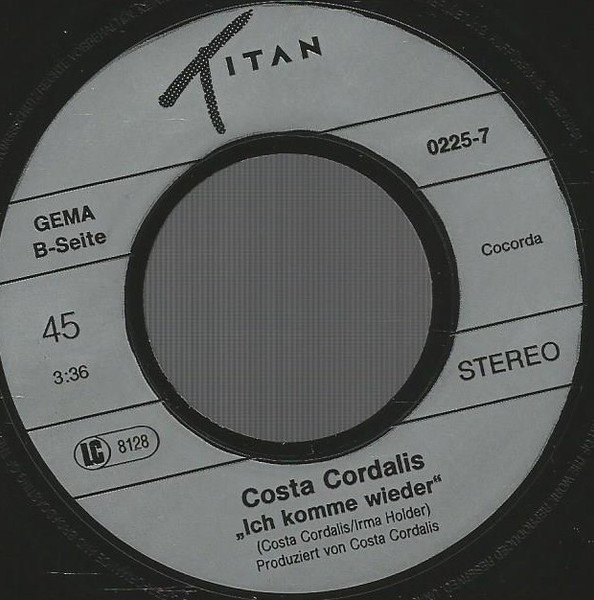 TITAN
0225-7
GEMA
B-Seite
Cocorda
45
3:36
STEREO
LC 8128
Costa Cordalis
„Ich komme wieder“
(Costa Cordalis/Irma Holder)
Produziert von Costa Cordalis